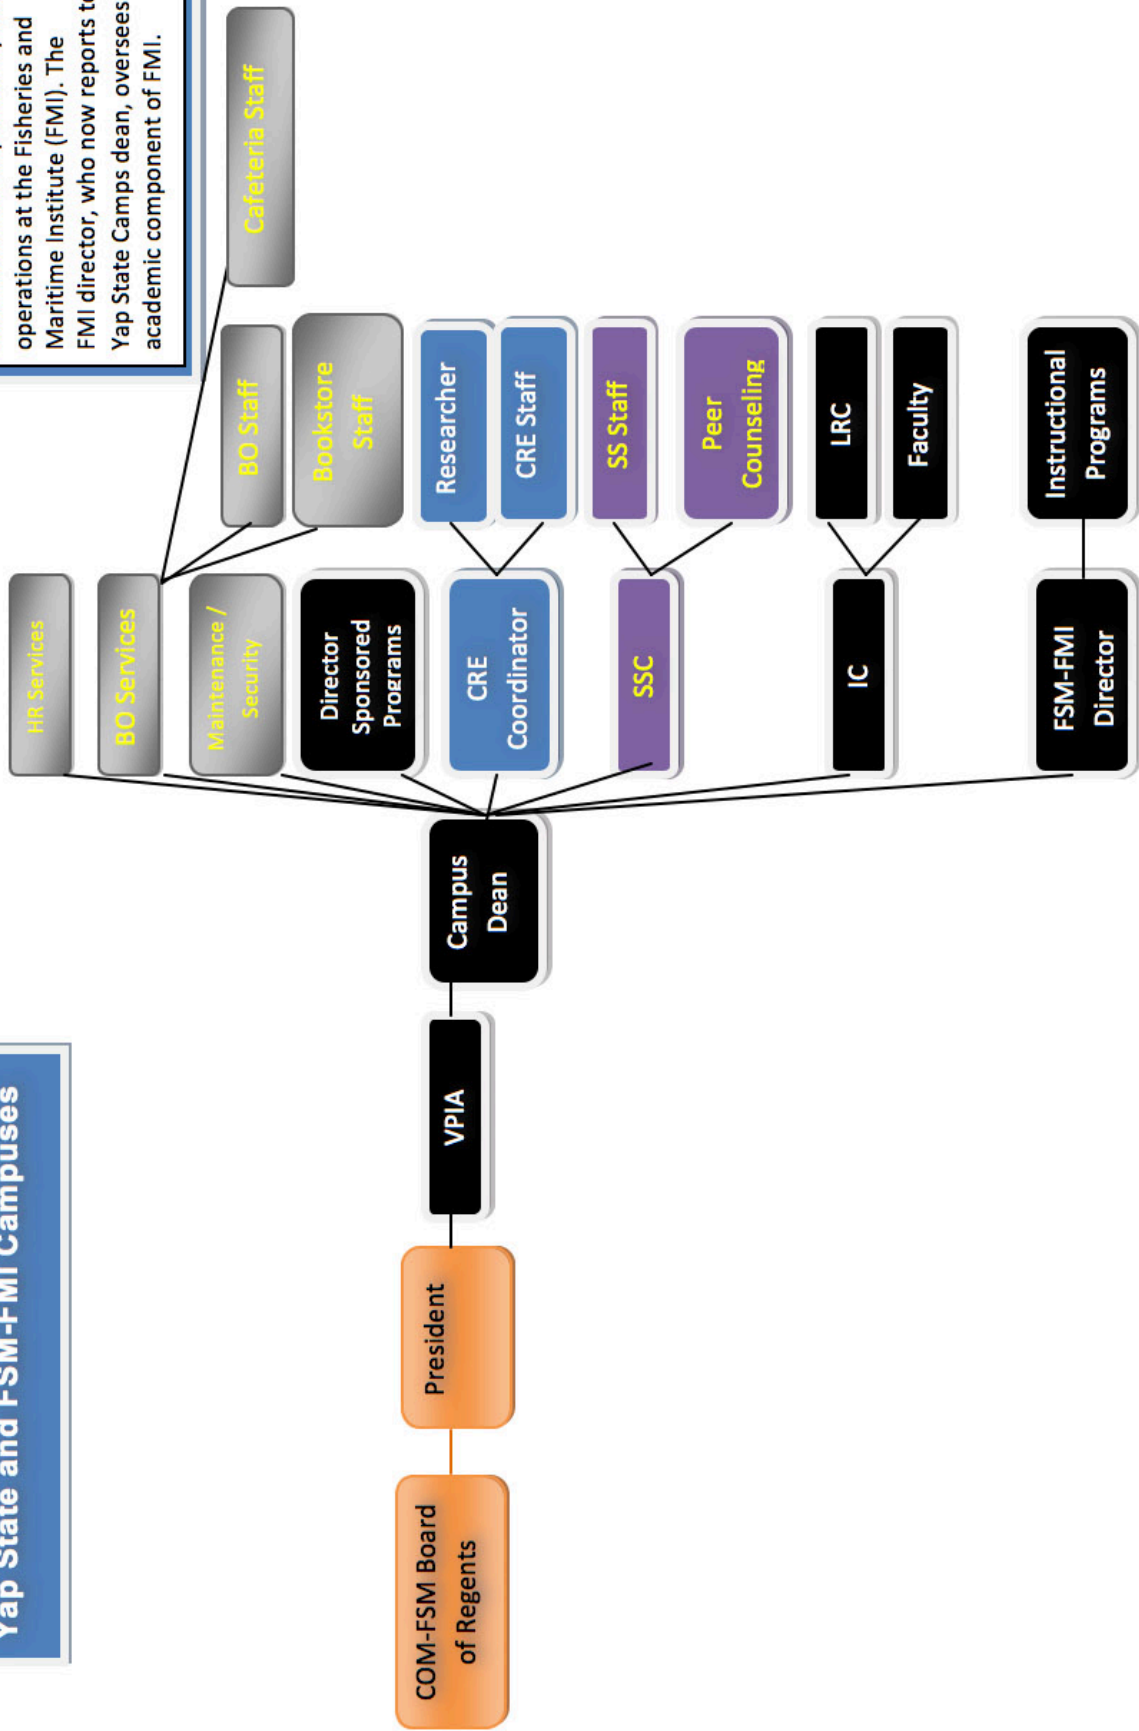 Yap State and FSM-FMI Campuses
operations at the Fisheries and
Maritime Institute (FMI). The
FMI director, who now reports
Yap State Camps dean, oversees
academic component of FMI.
COM-FSM Board
of Regents
President
VPIA
Campus
Dean
HR Services
BO Services
Maintenance /
Security
Director
Sponsored
Programs
CRE
Coordinator
SSC
IC
FSM-FMI
Director
Cafeteria Staff
BO Staff
Bookstore
Staff
Researcher
CRE Staff
SS Staff
Peer
Counseling
LRC
Faculty
Instructional
Programs